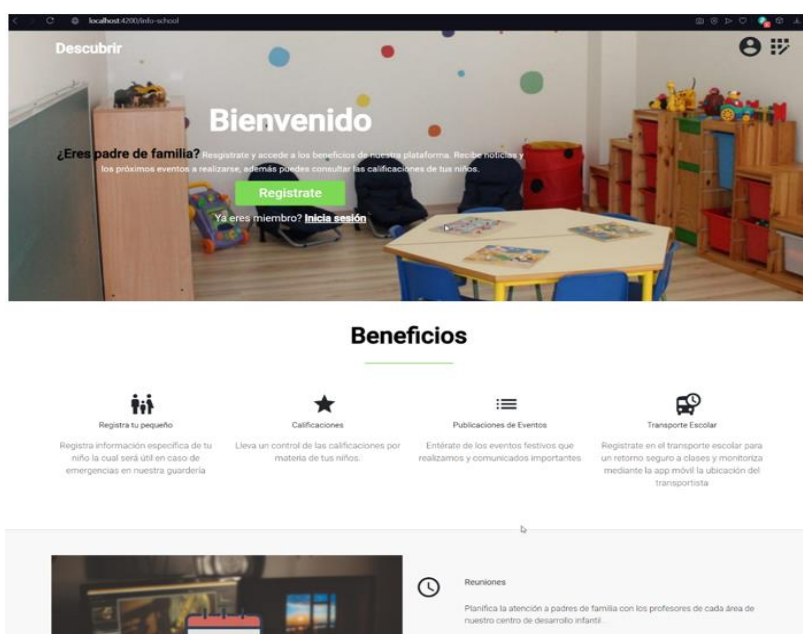 localhost:4200/info-school
Descubrir
Bienvenido
¿Eres padre de familia? Resgistrate y accede a los beneficios de nuestra plataforma. Recibe noticias y
los próximos eventos a realizarse, además puedes consultar las calificaciones de tus niños.
Registrate
Ya eres miembro? Inicia sesión
Beneficios
Registra tu pequeño
Registra información específica de tu
niño la cual será útil en caso de
emergencias en nuestra guardería
Calificaciones
Lleva un control de las calificaciones por
materia de tus niños.
Publicaciones de Eventos
Entérate de los eventos festivos que
realizamos y comunicados importantes
Transporte Escolar
Registrate en el transporte escolar para
un retorno seguro a clases y monitoriza
mediante la app móvil la ubicación del
transportista
Reuniones
Planifica la atención a padres de familia con los profesores de cada área de
nuestro centro de desarrollo infantil.